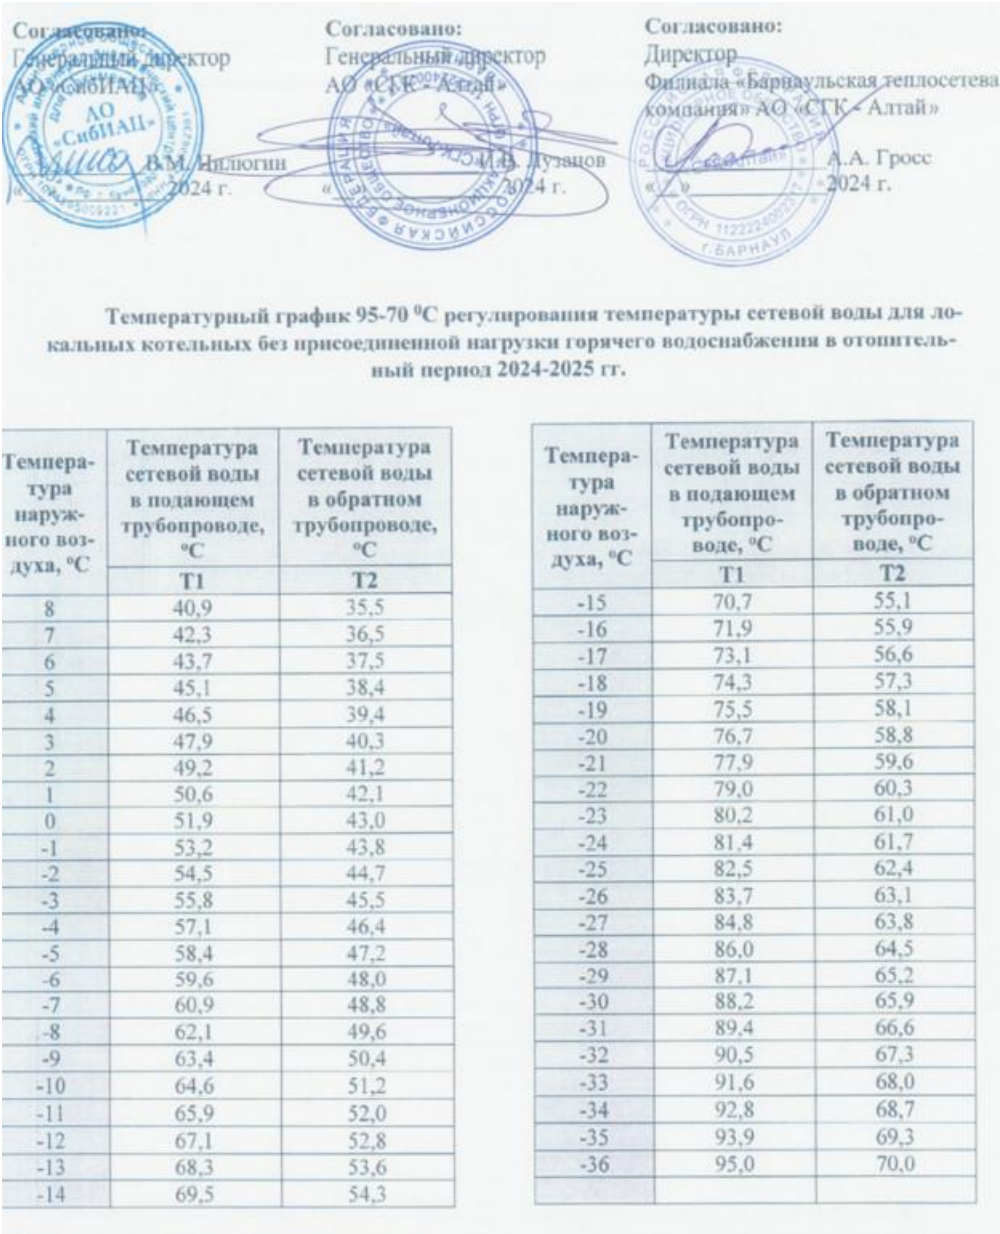 Согласовано:
Генеральный директор
АО «СибИАЦ»
В.М. Чилюгин
« 2024 г.
Согласовано:
Генеральный директор
АО «СГК - Алтай»
И.В. Лузанов
« 2024 г.
Согласовано:
Директор
Филиала «Барнаульская теплосетевая
компания» АО «СГК - Алтай»
А.А. Гросс
« » 2024 г.
АО
«СибИАЦ»
РОССИЙСКАЯ ФЕДЕРАЦИЯ
АКЦИОНЕРНОЕ ОБЩЕСТВО
г.БАРНАУЛ
Температурный график 95-70 ⁰С регулирования температуры сетевой воды для ло-
кальных котельных без присоединенной нагрузки горячего водоснабжения в отопитель-
ный период 2024-2025 гг.
Темпера-
тура
наруж-
ного воз-
духа, ⁰С
Температура
сетевой воды
в подающем
трубопроводе,
⁰С
Температура
сетевой воды
в обратном
трубопроводе,
⁰С
Т1 Т2
8 40,9 35,5
7 42,3 36,5
6 43,7 37,5
5 45,1 38,4
4 46,5 39,4
3 47,9 40,3
2 49,2 41,2
1 50,6 42,1
0 51,9 43,0
-1 53,2 43,8
-2 54,5 44,7
-3 55,8 45,5
-4 57,1 46,4
-5 58,4 47,2
-6 59,6 48,0
-7 60,9 48,8
-8 62,1 49,6
-9 63,4 50,4
-10 64,6 51,2
-11 65,9 52,0
-12 67,1 52,8
-13 68,3 53,6
-14 69,5 54,3
Темпера-
тура
наруж-
ного воз-
духа, ⁰С
Температура
сетевой воды
в подающем
трубопро-
воде, ⁰С
Температура
сетевой воды
в обратном
трубопро-
воде, ⁰С
Т1 Т2
-15 70,7 55,1
-16 71,9 55,9
-17 73,1 56,6
-18 74,3 57,3
-19 75,5 58,1
-20 76,7 58,8
-21 77,9 59,6
-22 79,0 60,3
-23 80,2 61,0
-24 81,4 61,7
-25 82,5 62,4
-26 83,7 63,1
-27 84,8 63,8
-28 86,0 64,5
-29 87,1 65,2
-30 88,2 65,9
-31 89,4 66,6
-32 90,5 67,3
-33 91,6 68,0
-34 92,8 68,7
-35 93,9 69,3
-36 95,0 70,0